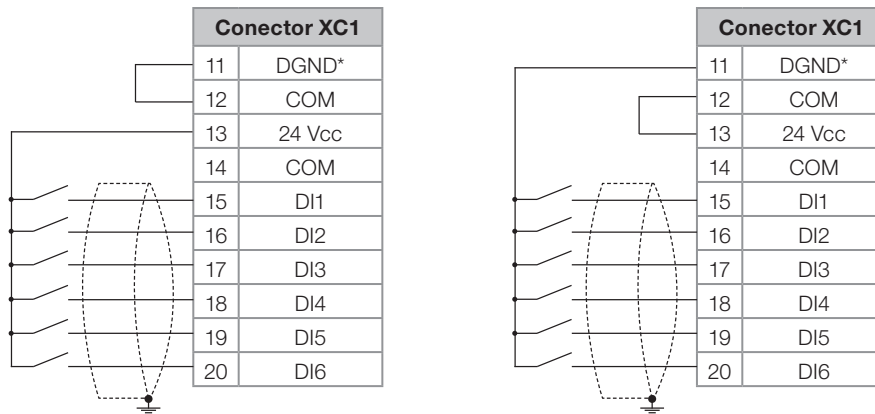 Conector XC1
11 DGND*
12 COM
13 24 Vcc
14 COM
15 DI1
16 DI2
17 DI3
18 DI4
19 DI5
20 DI6
Conector XC1
11 DGND*
12 COM
13 24 Vcc
14 COM
15 DI1
16 DI2
17 DI3
18 DI4
19 DI5
20 DI6